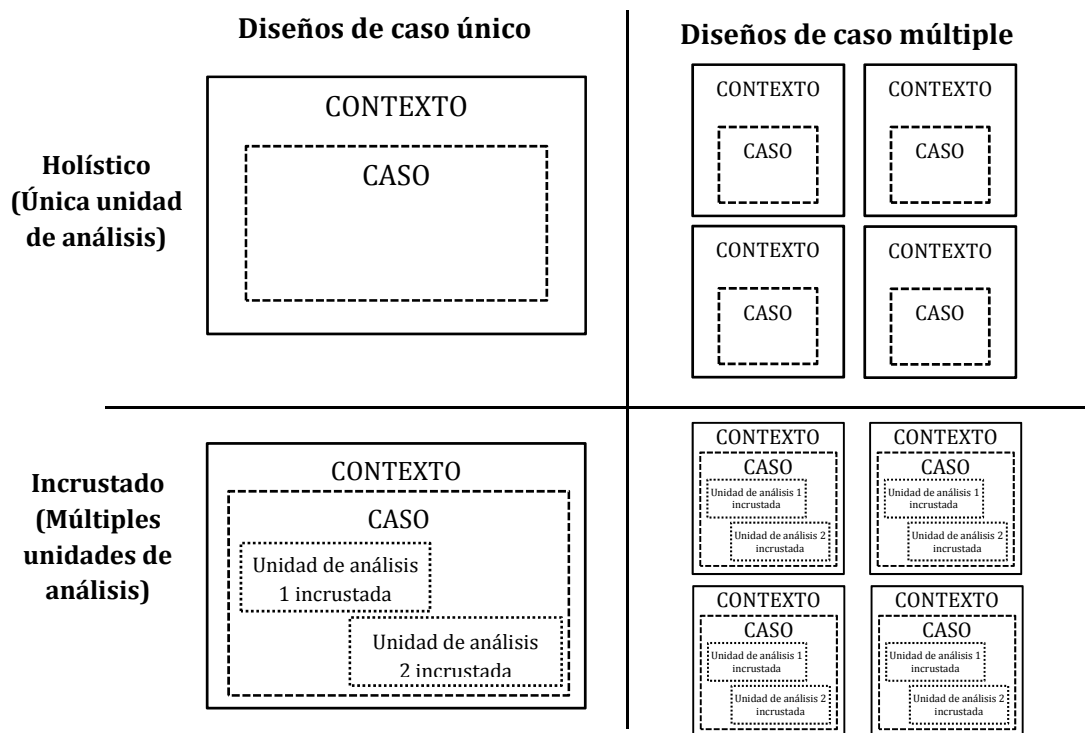 Diseños de caso único
Diseños de caso múltiple
Holístico
(Única unidad
de análisis)
CONTEXTO
CASO
CONTEXTO
CASO
CONTEXTO
CASO
CONTEXTO
CASO
CONTEXTO
CASO
Incrustado
(Múltiples
unidades de
análisis)
CONTEXTO
CASO
Unidad de análisis
1 incrustada
Unidad de análisis
2 incrustada
CONTEXTO
CASO
Unidad de análisis 1
incrustada
Unidad de análisis 2
incrustada
CONTEXTO
CASO
Unidad de análisis 1
incrustada
Unidad de análisis 2
incrustada
CONTEXTO
CASO
Unidad de análisis 1
incrustada
Unidad de análisis 2
incrustada
CONTEXTO
CASO
Unidad de análisis 1
incrustada
Unidad de análisis 2
incrustada